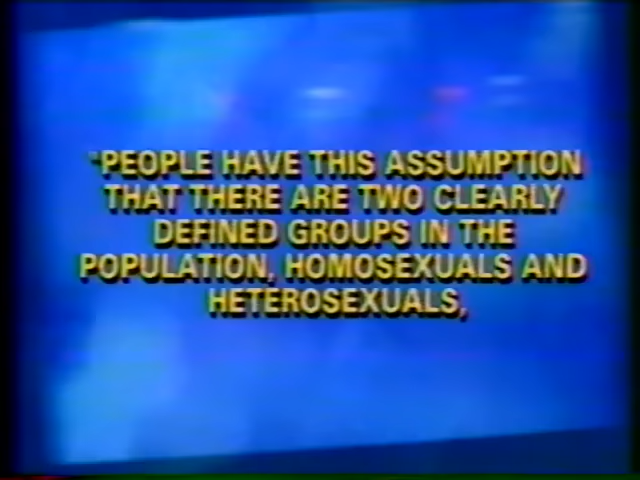 "PEOPLE HAVE THIS ASSUMPTION
THAT THERE ARE TWO CLEARLY
DEFINED GROUPS IN THE
POPULATION, HOMOSEXUALS AND
HETEROSEXUALS,